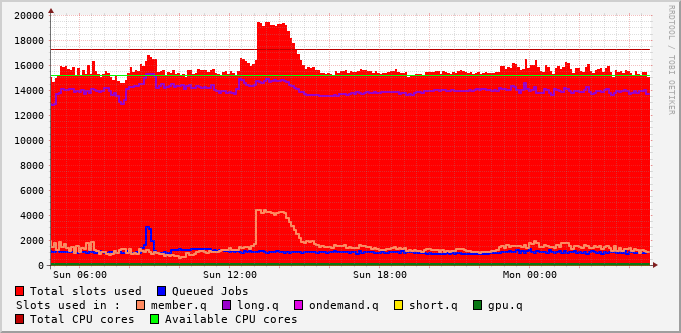 20000
18000
16000
14000
12000
10000
8000
6000
4000
2000
0
Sun 06:00 Sun 12:00 Sun 18:00 Mon 00:00
Total slots used Queued Jobs
Slots used in : member.q long.q ondemand.q short.q gpu.q
Total CPU cores Available CPU cores
RRDTOOL / TOBI OETIKER